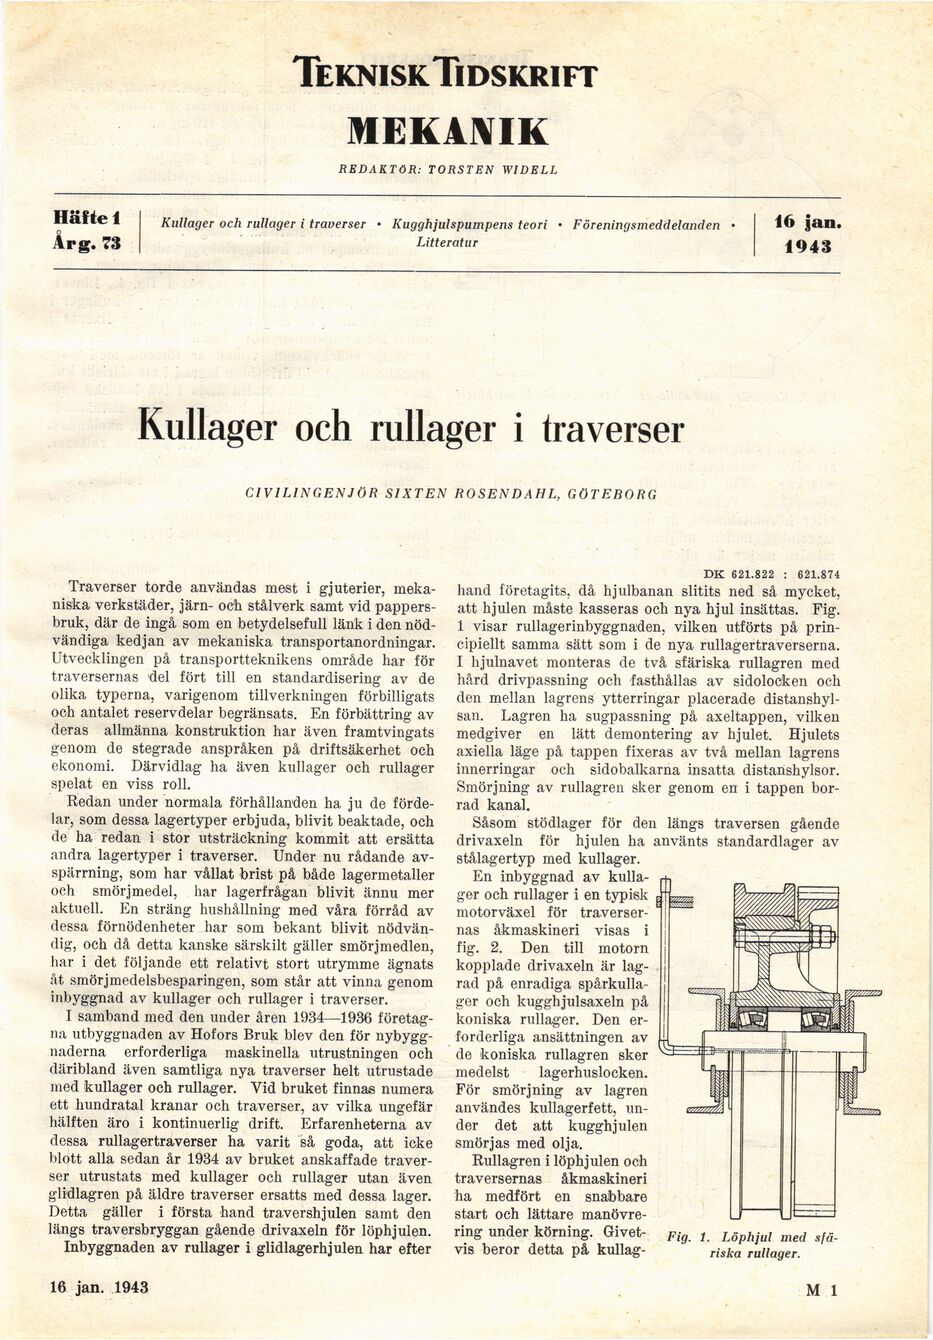 TEKNISK TIDSKRIFT
MEKANIK
REDAKTÖR: TORSTEN WIDELL
Häfte 1
Årg. 73
Kullager och rullager i traverser • Kugghjulspumpens teori • Föreningsmeddelanden •
Litteratur
16 jan.
1943
Kullager och rullager i traverser
CIVILINGENJÖR SIXTEN ROSENDAHL, GÖTEBORG
Traverser torde användas mest i gjuterier, meka-
niska verkstäder, järn- och stålverk samt vid pappers-
bruk, där de ingå som en betydelsefull länk i den nöd-
vändiga kedjan av mekaniska transportanordningar.
Utvecklingen på transportteknikens område har för
traversernas del fört till en standardisering av de
olika typerna, varigenom tillverkningen förbilligats
och antalet reservdelar begränsats. En förbättring av
deras allmänna konstruktion har även framtvingats
genom de stegrade anspråken på driftsäkerhet och
ekonomi. Därvidlag ha även kullager och rullager
spelat en viss roll.
Redan under normala förhållanden ha ju de förde-
lar, som dessa lagertyper erbjuda, blivit beaktade, och
de ha redan i stor utsträckning kommit att ersätta
andra lagertyper i traverser. Under nu rådande av-
spärrning, som har vållat brist på både lagermetaller
och smörjmedel, har lagerfrågan blivit ännu mer
aktuell. En sträng hushållning med våra förråd av
dessa förnödenheter har som bekant blivit nödvän-
dig, och då detta kanske särskilt gäller smörjmedlen,
har i det följande ett relativt stort utrymme ägnats
åt smörjmedelsbesparingen, som står att vinna genom
inbyggnad av kullager och rullager i traverser.
I samband med den under åren 1934—1936 företag-
na utbyggnaden av Hofors Bruk blev den för nybygg-
naderna erforderliga maskinella utrustningen och
däribland även samtliga nya traverser helt utrustade
med kullager och rullager. Vid bruket finnas numera
ett hundratal kranar och traverser, av vilka ungefär
hälften äro i kontinuerlig drift. Erfarenheterna av
dessa rullagertraverser ha varit så goda, att icke
blott alla sedan år 1934 av bruket anskaffade traver-
ser utrustats med kullager och rullager utan även
glidlagren på äldre traverser ersatts med dessa lager.
Detta gäller i första hand travershjulen samt den
längs traversbryggan gående drivaxeln för löphjulen.
Inbyggnaden av rullager i glidlagerhjulen har efter
DK 621.822 : 621.874
hand företagits, då hjulbanan slitits ned så mycket,
att hjulen måste kasseras och nya hjul insättas. Fig.
1 visar rullagerinbyggnaden, vilken utförts på prin-
cipiellt samma sätt som i de nya rullagertraverserna.
I hjulnavet monteras de två sfäriska rullagren med
hård drivpassning och fasthållas av sidolocken och
den mellan lagrens ytterringar placerade distanshyl-
san. Lagren ha sugpassning på axeltappen, vilken
medgiver en lätt demontering av hjulet. Hjulets
axiella läge på tappen fixeras av två mellan lagrens
innerringar och sidobalkarna insatta distanshylsor.
Smörjning av rullagren sker genom en i tappen bor-
rad kanal.
Såsom stödlager för den längs traversen gående
drivaxeln för hjulen ha använts standardlager av
stålagertyp med kullager.
En inbyggnad av kulla-
ger och rullager i en typisk
motorväxel för traverser-
nas åkmaskineri visas i
fig. 2. Den till motorn
kopplade drivaxeln är lag-
rad på enradiga spårkulla-
ger och kugghjulsaxeln på
koniska rullager. Den er-
forderliga ansättningen av
de koniska rullagren sker
medelst lagerhuslocken.
För smörjning av lagren
användes kullagerfett, un-
der det att kugghjulen
smörjas med olja.
Rullagren i löphjulen och
traversernas åkmaskineri
ha medfört en snabbare
start och lättare manövre-
ring under körning. Givet-
vis beror detta på kullag-
Fig. 1. Löphjul med sfä-
riska rullager.
16 jan. 1943
M 1